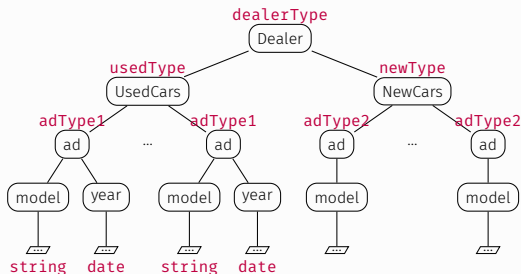 dealerType
Dealer
usedType newType
UsedCars NewCars
adType1 adType1 adType2 adType2
ad ... ad ad ... ad
model year model year model model
... ... ... ... ... ...
string date string date